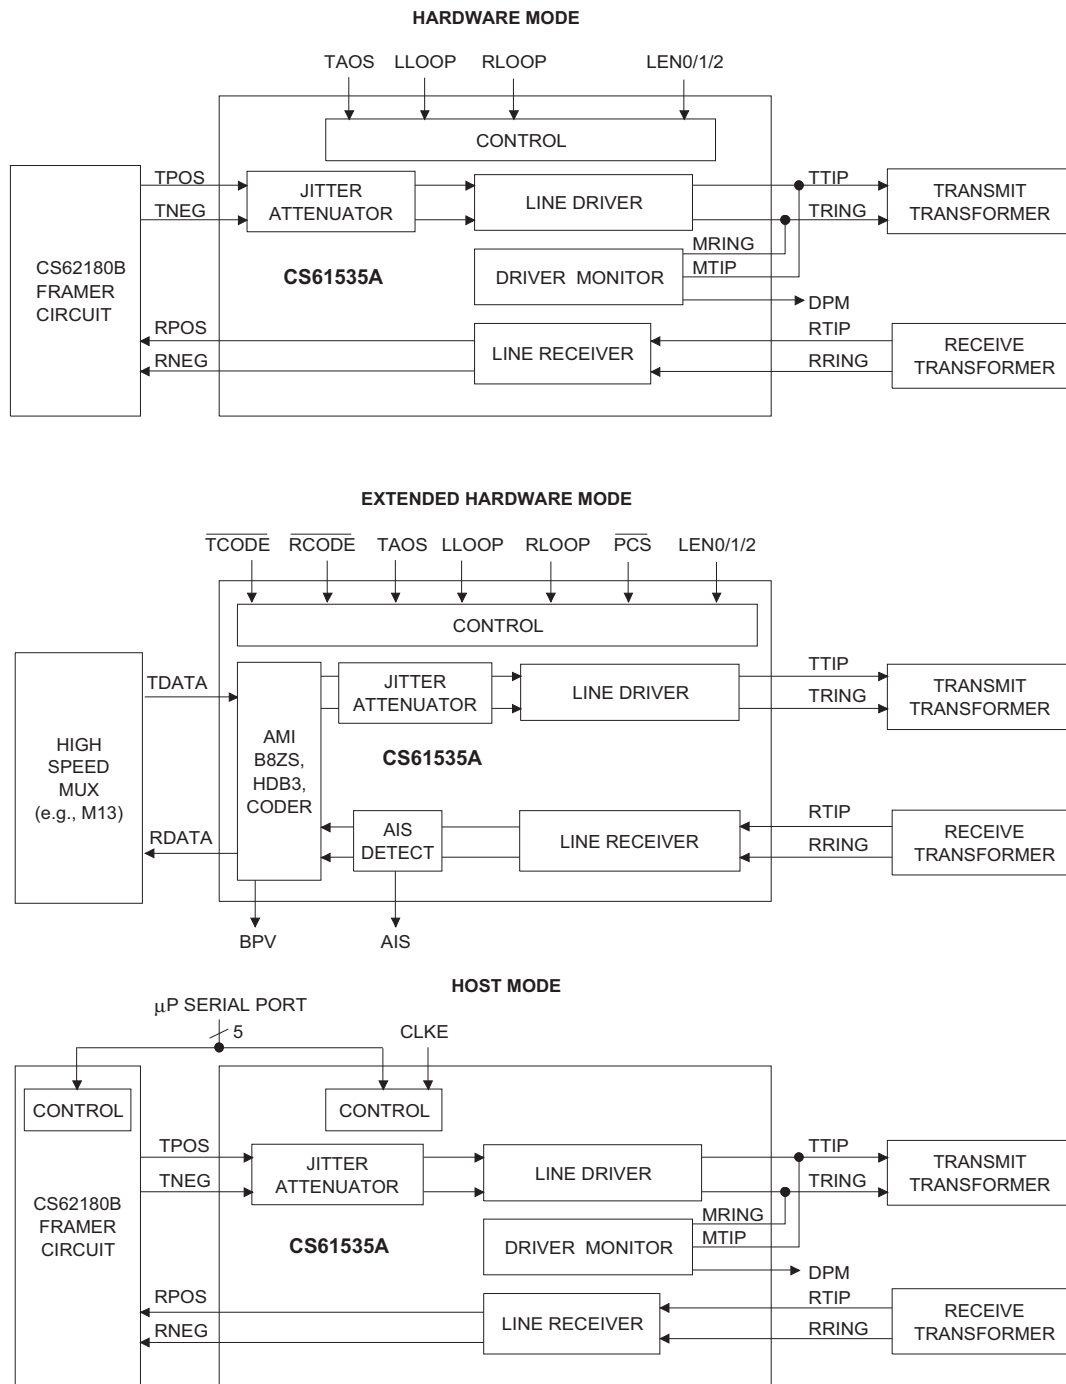 HARDWARE MODE
TAOS LLOOP RLOOP LEN0/1/2
CONTROL
CS62180B
FRAMER
CIRCUIT
TPOS
TNEG
JITTER
ATTENUATOR
LINE DRIVER
TTIP
TRING
TRANSMIT
TRANSFORMER
MRING
MTIP
DRIVER MONITOR
CS61535A
DPM
RPOS
RNEG
LINE RECEIVER
RTIP
RRING
RECEIVE
TRANSFORMER
EXTENDED HARDWARE MODE
TCODE RCODE TAOS LLOOP RLOOP PCS LEN0/1/2
CONTROL
HIGH
SPEED
MUX
(e.g., M13)
TDATA
RDATA
AMI
B8ZS,
HDB3,
CODER
JITTER
ATTENUATOR
LINE DRIVER
TTIP
TRING
TRANSMIT
TRANSFORMER
CS61535A
AIS
DETECT
LINE RECEIVER
RTIP
RRING
RECEIVE
TRANSFORMER
BPV
AIS
HOST MODE
μP SERIAL PORT
5
CLKE
CONTROL
CONTROL
CS62180B
FRAMER
CIRCUIT
TPOS
TNEG
JITTER
ATTENUATOR
LINE DRIVER
TTIP
TRING
TRANSMIT
TRANSFORMER
MRING
MTIP
DRIVER MONITOR
CS61535A
DPM
RPOS
RNEG
LINE RECEIVER
RTIP
RRING
RECEIVE
TRANSFORMER